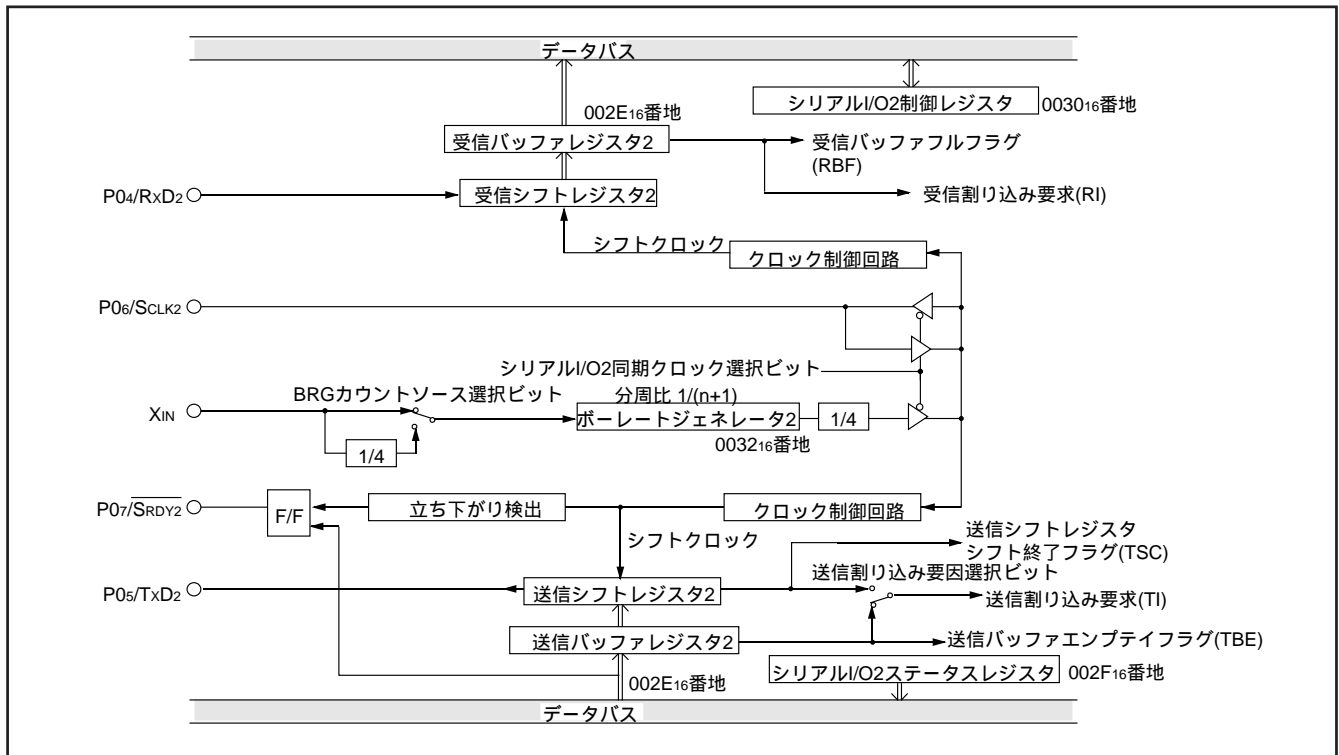 データバス
シリアルI/O2制御レジスタ 003016番地
002E16番地
受信バッファレジスタ2
受信バッファフルフラグ
(RBF)
P04/RXD2
受信シフトレジスタ2
受信割り込み要求(RI)
シフトクロック
クロック制御回路
P06/SCLK2
シリアルI/O2同期クロック選択ビット
BRGカウントソース選択ビット
分周比 1/(n+1)
XIN
ボーレートジェネレータ2
1/4
003216番地
1/4
P07/SRDY2
F/F
立ち下がり検出
クロック制御回路
シフトクロック
送信シフトレジスタ
シフト終了フラグ(TSC)
送信割り込み要因選択ビット
P05/TXD2
送信シフトレジスタ2
送信割り込み要求(TI)
送信バッファレジスタ2
送信バッファエンプテイフラグ(TBE)
002E16番地
シリアルI/O2ステータスレジスタ 002F16番地
データバス